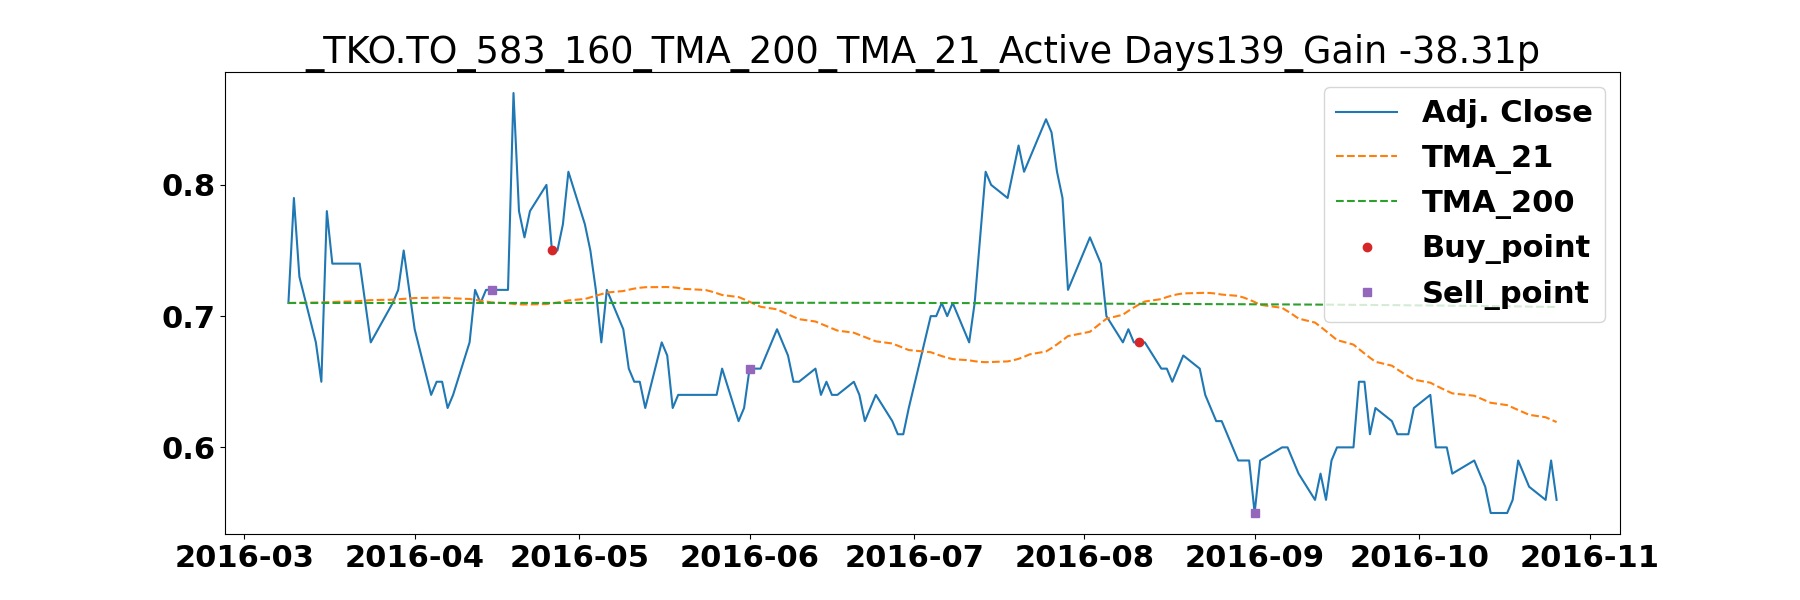 _TKO.TO_583_160_TMA_200_TMA_21_Active Days139_Gain -38.31p
Adj. Close
TMA_21
TMA_200
Buy_point
Sell_point
0.8
0.7
0.6
2016-03 2016-04 2016-05 2016-06 2016-07 2016-08 2016-09 2016-10 2016-11